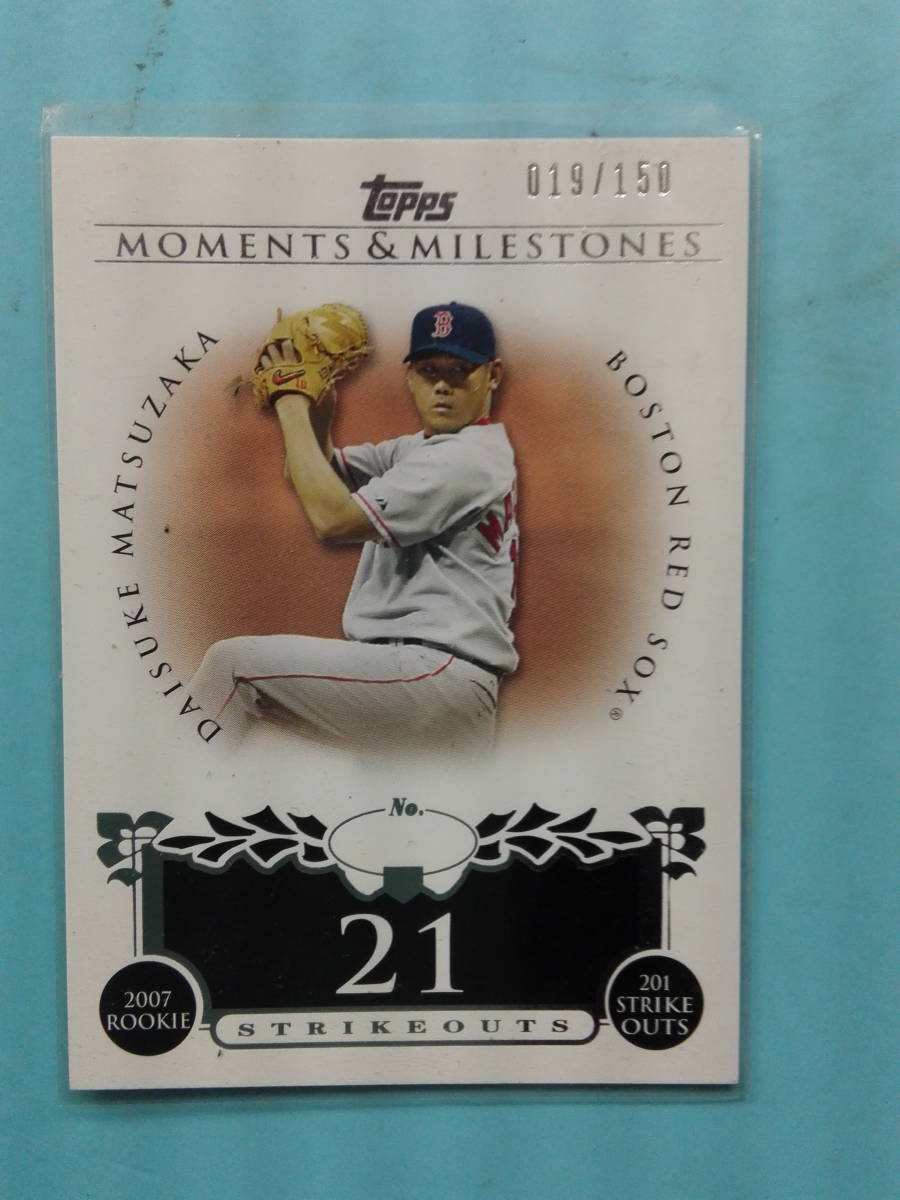 topps
019/150
MOMENTS & MILESTONES
DAISUKE MATSUZAKA
BOSTON RED SOX®
B
No.
21
STRIKEOUTS
2007
ROOKIE
201
STRIKE
OUTS